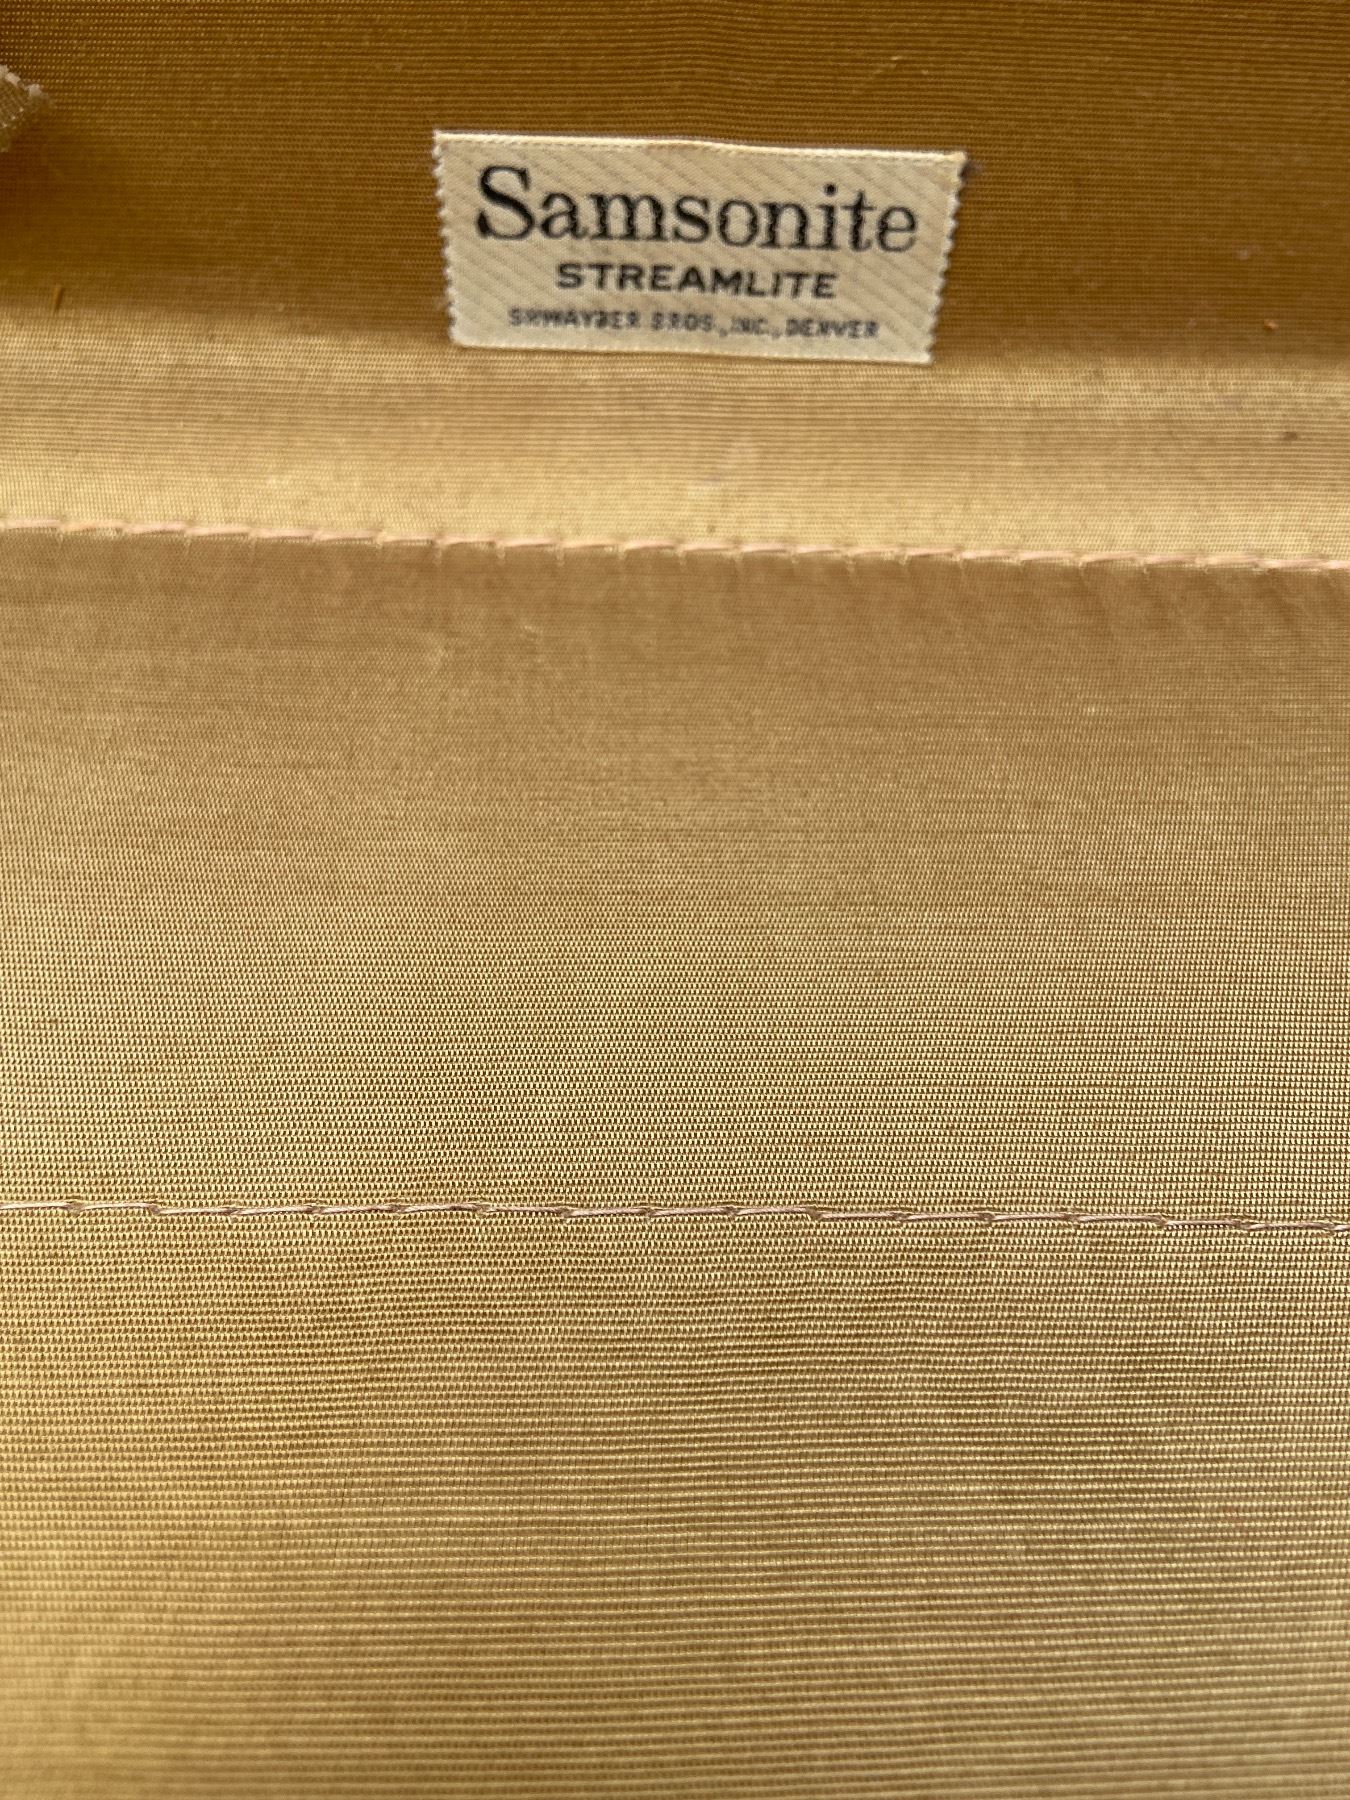 Samsonite
STREAMLITE
SHWAYDER BROS., INC., DENVER